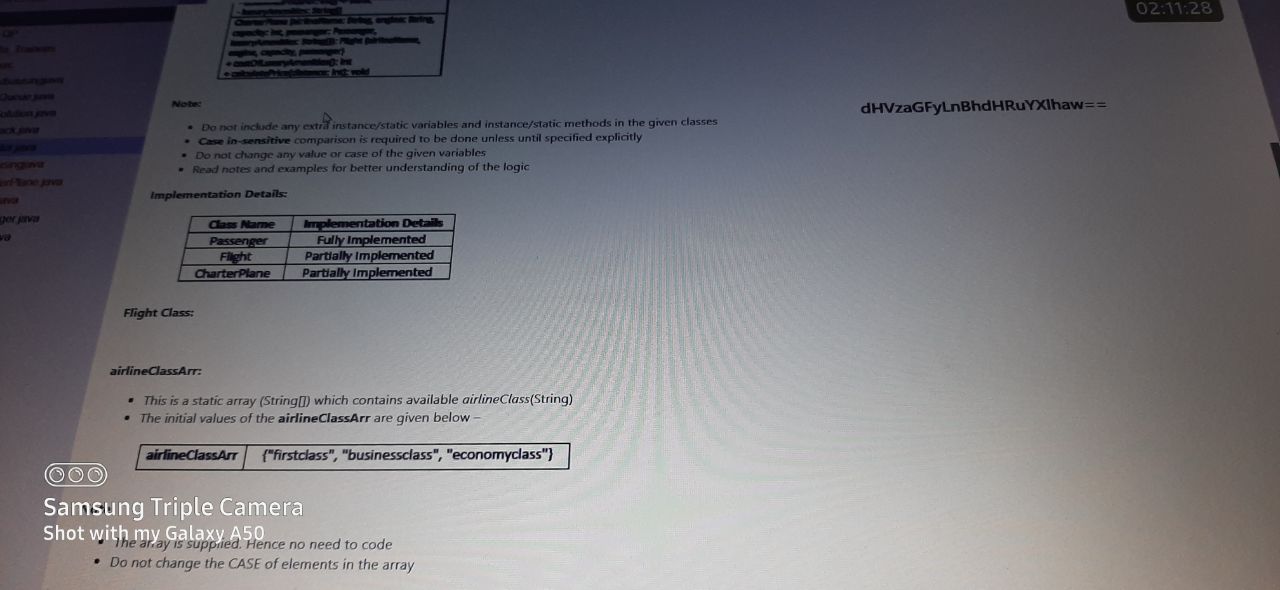 02:11:28
- luxuryAmenities: String[]
CharterPlane (airlineName: String, engine: String,
capacity: int, passenger: Passenger,
luxuryAmenities: String[]): Flight (airlineName,
engine, capacity, passenger)
+ costOfLuxuryAmenities(): int
+ calculatePrice(distance: int): void
Note:
dHVzaGFyLnBhdHRuYXlhaw==
• Do not include any extra instance/static variables and instance/static methods in the given classes
• Case in-sensitive comparison is required to be done unless until specified explicitly
• Do not change any value or case of the given variables
• Read notes and examples for better understanding of the logic
Implementation Details:
Class Name Implementation Details
Passenger Fully Implemented
Flight Partially Implemented
CharterPlane Partially Implemented
Flight Class:
airlineClassArr:
• This is a static array (String[]) which contains available airlineClass(String)
• The initial values of the airlineClassArr are given below –
airlineClassArr {"firstclass", "businessclass", "economyclass"}
Samsung Triple Camera
Shot with my Galaxy A50
• The array is supplied. Hence no need to code
• Do not change the CASE of elements in the array